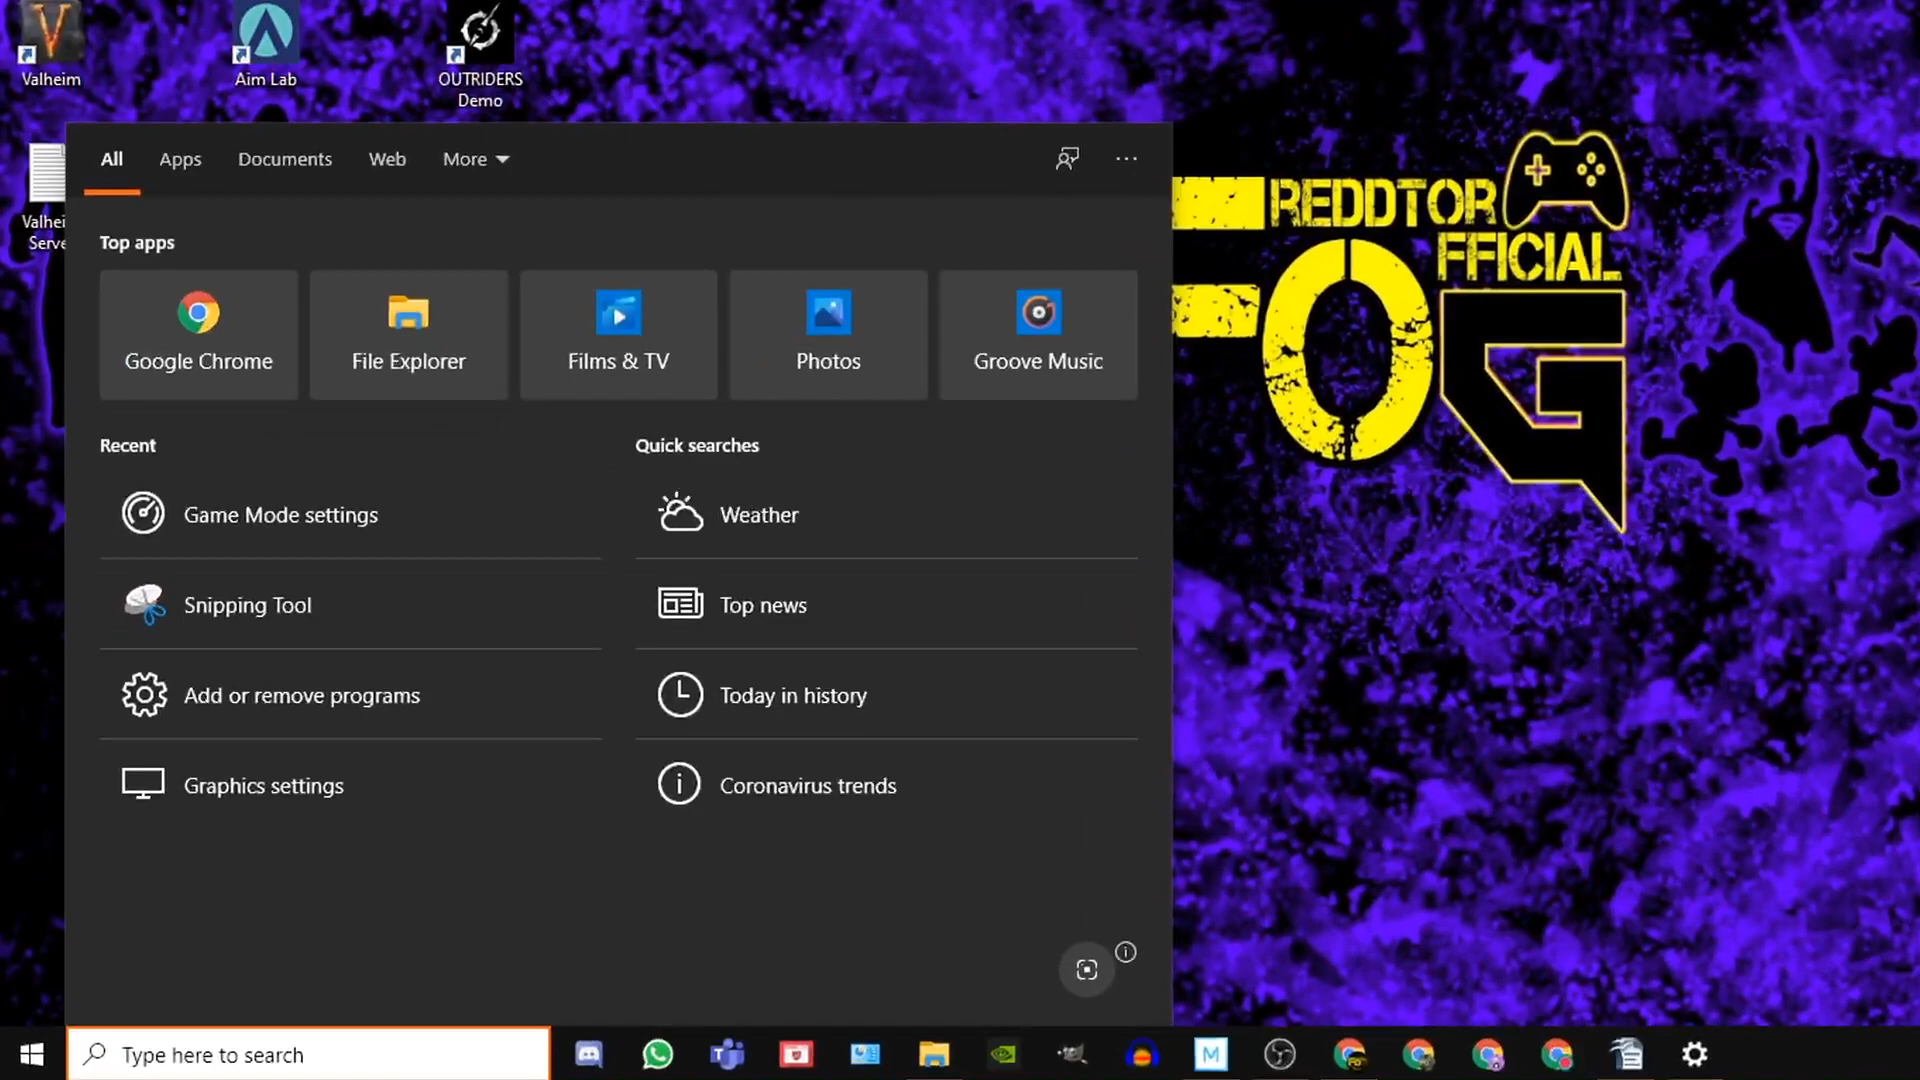 Valheim
Aim Lab
OUTRIDERS
Demo
Valhei
Serve
All
Apps
Documents
Web
More
Top apps
Google Chrome
File Explorer
Films & TV
Photos
Groove Music
Recent
Quick searches
Game Mode settings
Weather
Snipping Tool
Top news
Add or remove programs
Today in history
Graphics settings
Coronavirus trends
REDDTOR
FFICIAL
O
G
Type here to search
M